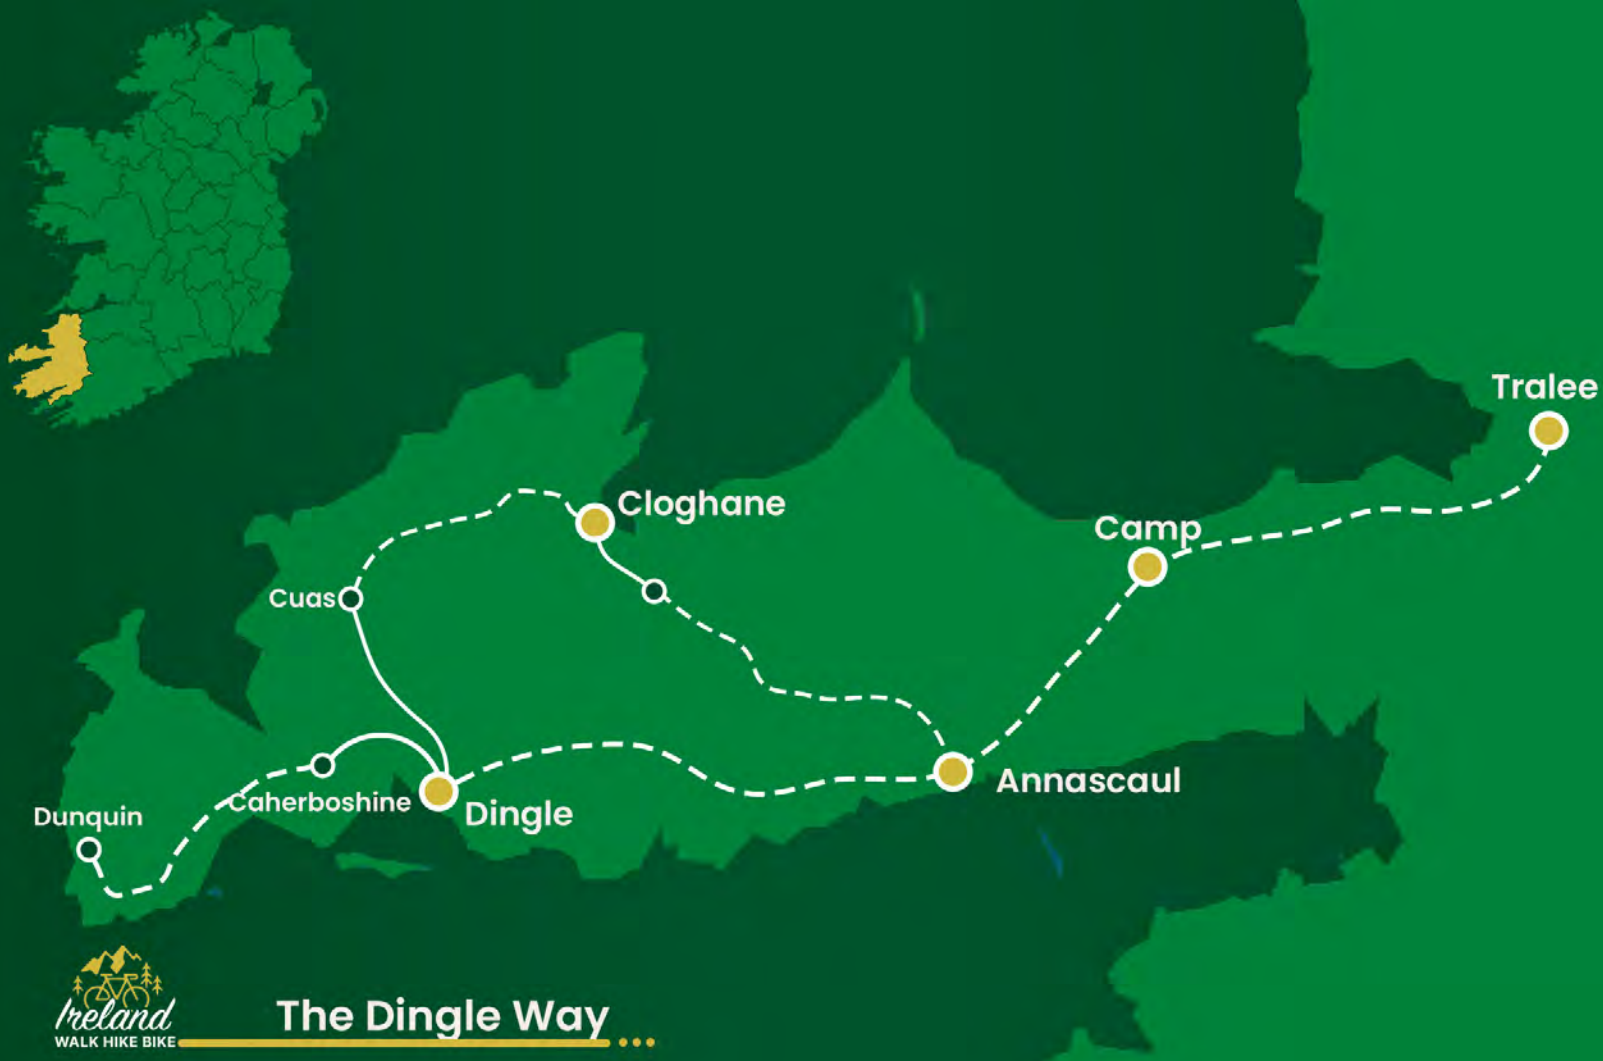 Tralee
Cloghane
Camp
Cuas
Annascaul
Caherboshine
Dingle
Dunquin
Ireland
WALK HIKE BIKE
The Dingle Way